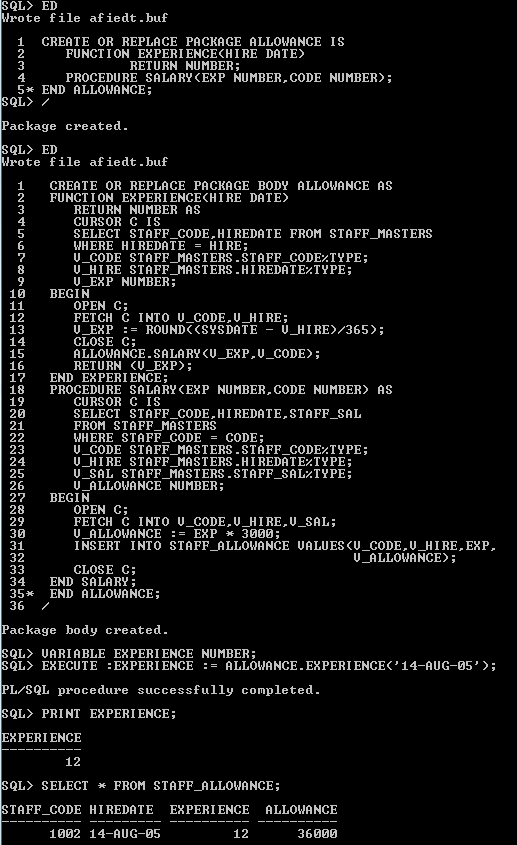 SQL> ED
Wrote file afiedt.buf
1 CREATE OR REPLACE PACKAGE ALLOWANCE IS
2 FUNCTION EXPERIENCE(HIRE DATE)
3 RETURN NUMBER;
4 PROCEDURE SALARY(EXP NUMBER,CODE NUMBER);
5* END ALLOWANCE;
SQL> /
Package created.
SQL> ED
Wrote file afiedt.buf
1 CREATE OR REPLACE PACKAGE BODY ALLOWANCE AS
2 FUNCTION EXPERIENCE(HIRE DATE)
3 RETURN NUMBER AS
4 CURSOR C IS
5 SELECT STAFF_CODE,HIREDATE FROM STAFF_MASTERS
6 WHERE HIREDATE = HIRE;
7 V_CODE STAFF_MASTERS.STAFF_CODE%TYPE;
8 V_HIRE STAFF_MASTERS.HIREDATE%TYPE;
9 V_EXP NUMBER;
10 BEGIN
11 OPEN C;
12 FETCH C INTO V_CODE,V_HIRE;
13 V_EXP := ROUND((SYSDATE - V_HIRE)/365);
14 CLOSE C;
15 ALLOWANCE.SALARY(V_EXP,V_CODE);
16 RETURN (V_EXP);
17 END EXPERIENCE;
18 PROCEDURE SALARY(EXP NUMBER,CODE NUMBER) AS
19 CURSOR C IS
20 SELECT STAFF_CODE,HIREDATE,STAFF_SAL
21 FROM STAFF_MASTERS
22 WHERE STAFF_CODE = CODE;
23 V_CODE STAFF_MASTERS.STAFF_CODE%TYPE;
24 V_HIRE STAFF_MASTERS.HIREDATE%TYPE;
25 V_SAL STAFF_MASTERS.STAFF_SAL%TYPE;
26 V_ALLOWANCE NUMBER;
27 BEGIN
28 OPEN C;
29 FETCH C INTO V_CODE,V_HIRE,V_SAL;
30 V_ALLOWANCE := EXP * 3000;
31 INSERT INTO STAFF_ALLOWANCE VALUES(V_CODE,V_HIRE,EXP,
32 V_ALLOWANCE);
33 CLOSE C;
34 END SALARY;
35* END ALLOWANCE;
36 /
Package body created.
SQL> VARIABLE EXPERIENCE NUMBER;
SQL> EXECUTE :EXPERIENCE := ALLOWANCE.EXPERIENCE('14-AUG-05');
PL/SQL procedure successfully completed.
SQL> PRINT EXPERIENCE;
EXPERIENCE
----------
12
SQL> SELECT * FROM STAFF_ALLOWANCE;
STAFF_CODE HIREDATE EXPERIENCE ALLOWANCE
---------- --------- ---------- ----------
1002 14-AUG-05 12 36000